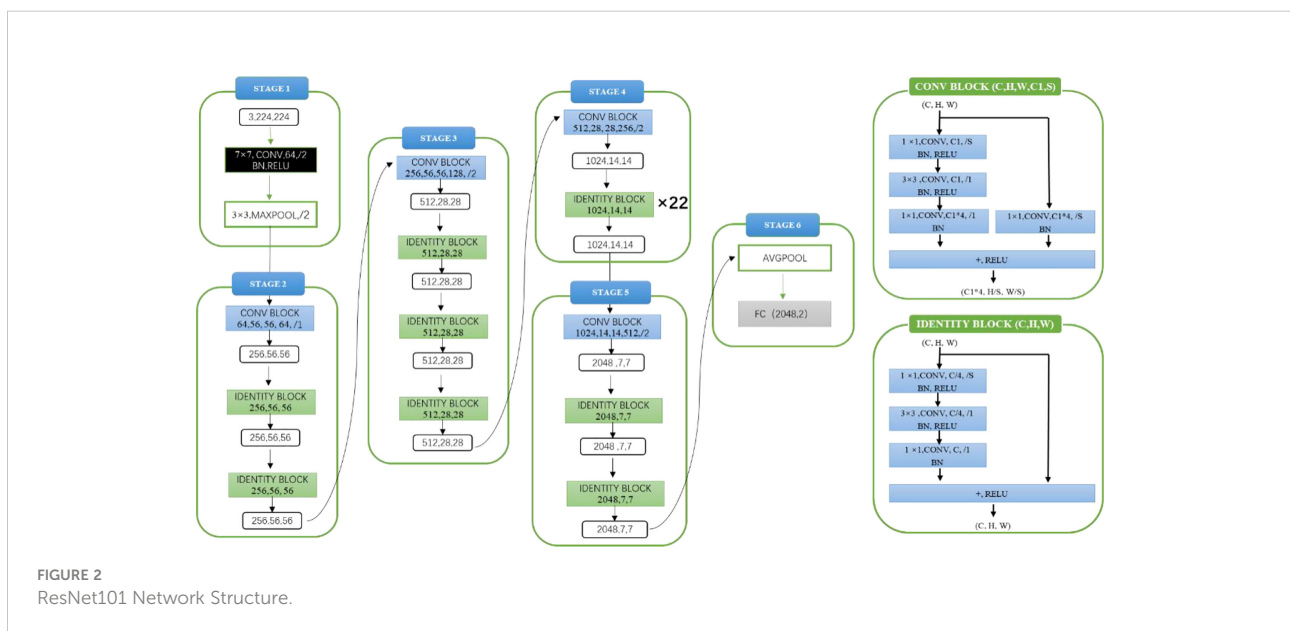 STAGE 1
3,224,224
7×7, CONV,64,/2
BN,RELU
3×3,MAXPOOL,/2
STAGE 2
CONV BLOCK
64,56,56, 64, /1
256,56,56
IDENTITY BLOCK
256,56, 56
256,56,56
IDENTITY BLOCK
256,56, 56
256,56,56
STAGE 3
CONV BLOCK
256,56,56,128, /2
512,28,28
IDENTITY BLOCK
512,28,28
512,28,28
IDENTITY BLOCK
512,28,28
512,28,28
IDENTITY BLOCK
512,28,28
512,28,28
STAGE 4
CONV BLOCK
512,28, 28,256,/2
1024,14,14
IDENTITY BLOCK
1024,14,14
×22
1024,14,14
STAGE 5
CONV BLOCK
1024,14,14,512,/2
2048 ,7,7
IDENTITY BLOCK
2048,7,7
2048 ,7,7
IDENTITY BLOCK
2048,7,7
2048 ,7,7
STAGE 6
AVGPOOL
FC (2048,2)
CONV BLOCK (C,H,W,C1,S)
(C, H, W)
1 ×1,CONV, C1, /S
BN, RELU
3×3 ,CONV, C1, /1
BN, RELU
1×1,CONV,C1*4, /1
BN
1×1,CONV,C1*4, /S
BN
+, RELU
(C1*4, H/S, W/S)
IDENTITY BLOCK (C,H,W)
(C, H, W)
1 ×1,CONV, C/4, /S
BN, RELU
3×3 ,CONV, C/4, /1
BN, RELU
1 ×1,CONV, C, /1
BN
+, RELU
(C, H, W)
FIGURE 2
ResNet101 Network Structure.